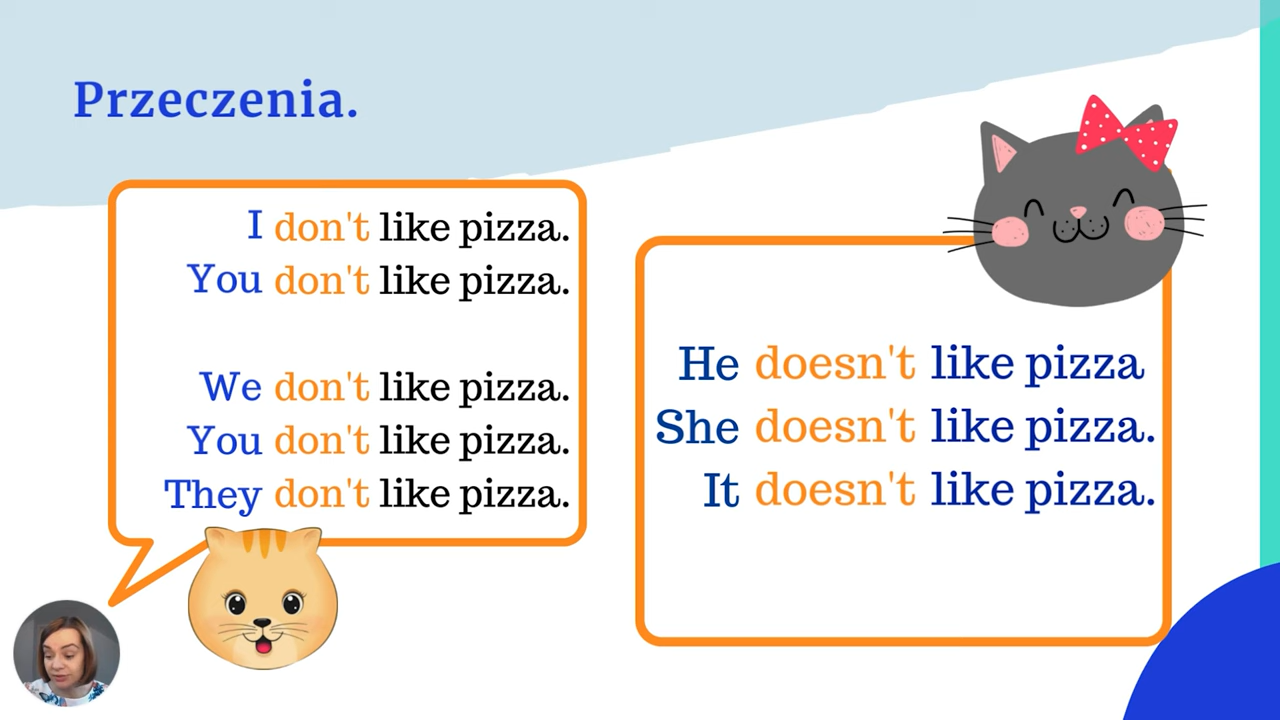 Przeczenia.
I don't like pizza.
You don't like pizza.
We don't like pizza.
You don't like pizza.
They don't like pizza.
He doesn't like pizza
She doesn't like pizza.
It doesn't like pizza.